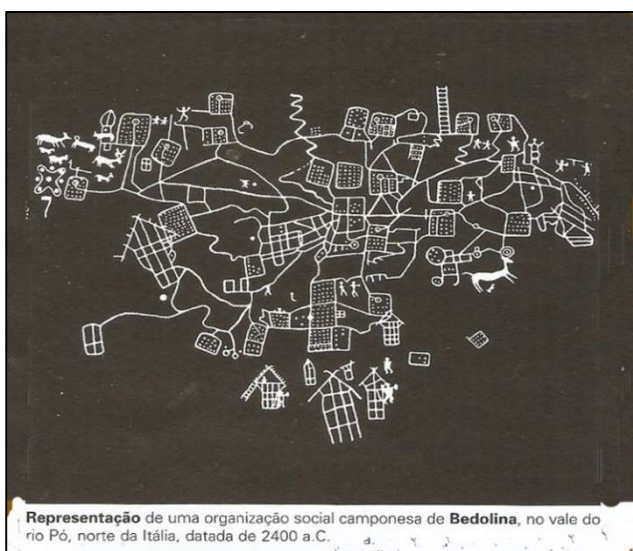 Representação de uma organização social camponesa de Bedolina, no vale do
rio Pó, norte da Itália, datada de 2400 a.C.